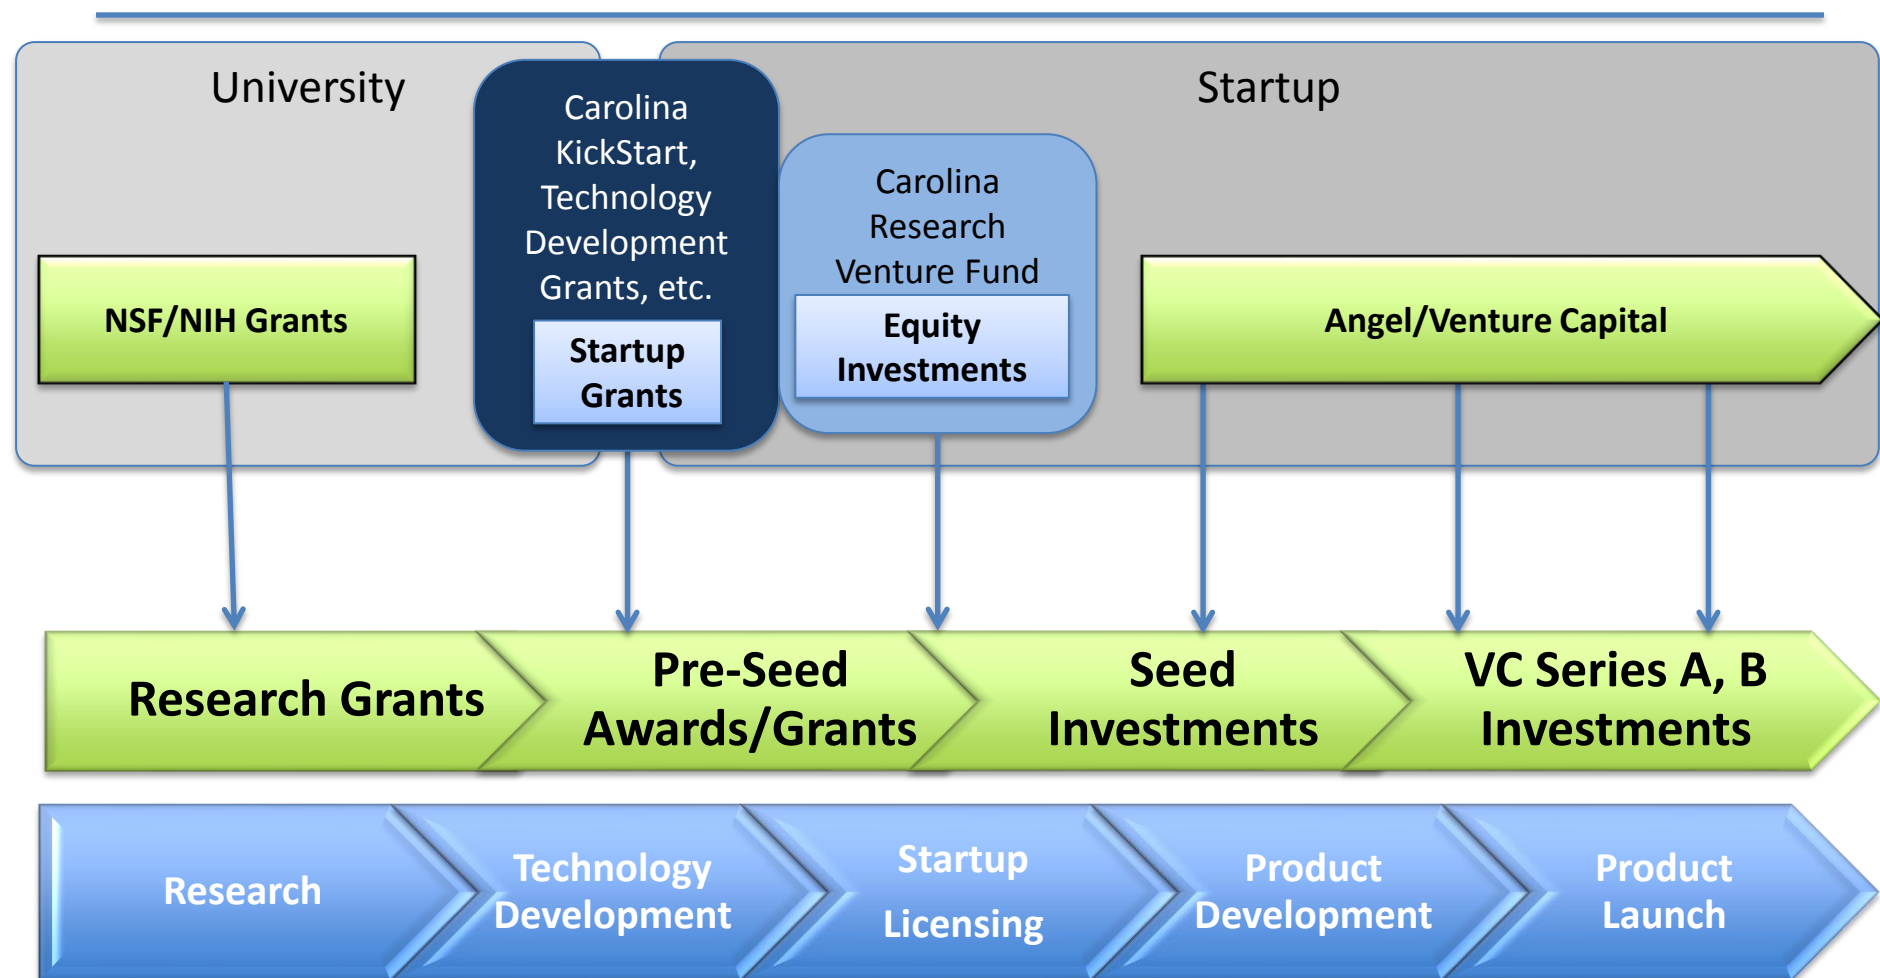 University
Startup
Carolina
KickStart,
Technology
Development
Grants, etc.
Startup
Grants
Carolina
Research
Venture Fund
Equity
Investments
NSF/NIH Grants
Angel/Venture Capital
Research Grants
Pre-Seed
Awards/Grants
Seed
Investments
VC Series A, B
Investments
Research
Technology
Development
Startup
Licensing
Product
Development
Product
Launch